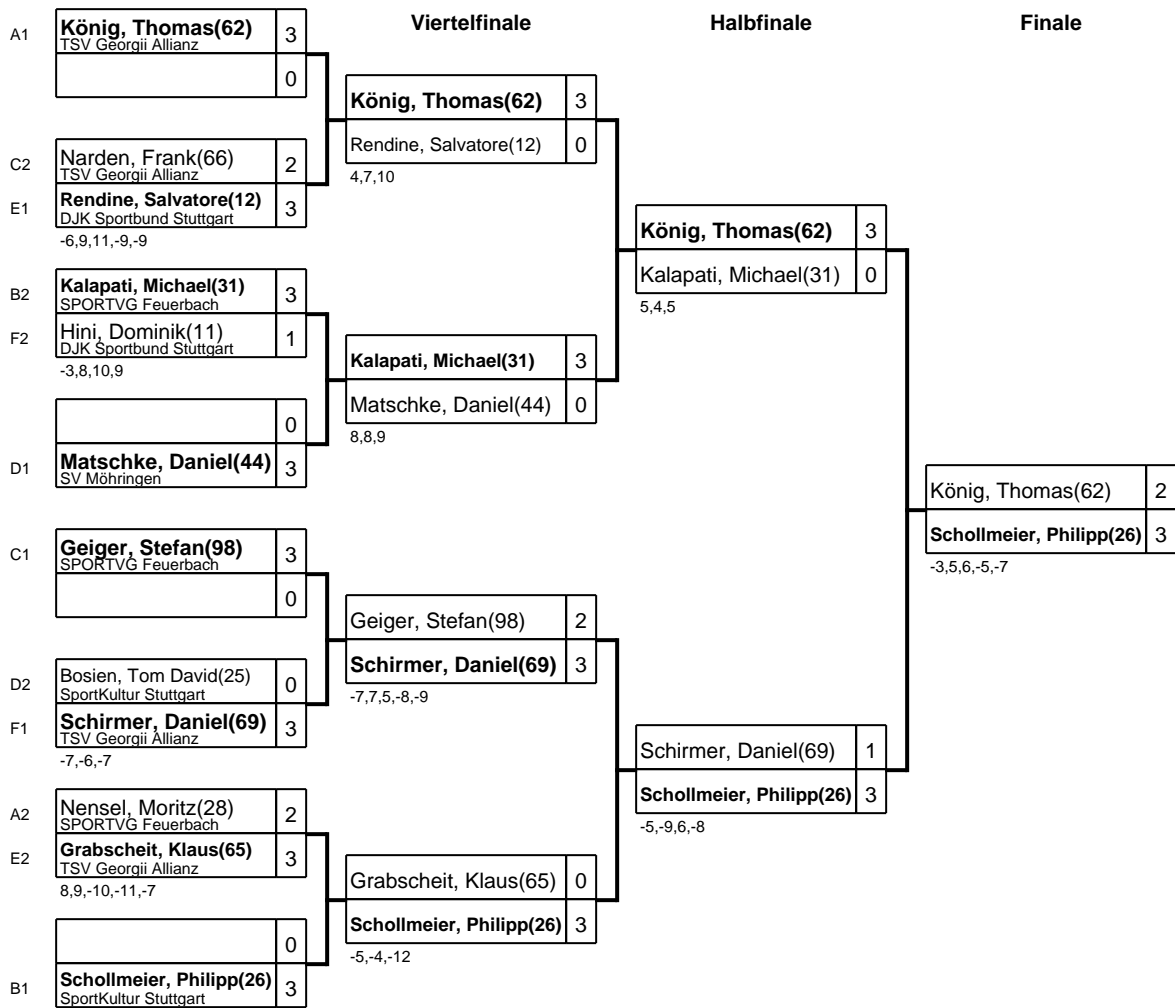 Viertelfinale
Halbfinale
Finale
A1
König, Thomas(62) 3
TSV Georgii Allianz
0
C2
Narden, Frank(66) 2
TSV Georgii Allianz
E1
Rendine, Salvatore(12) 3
DJK Sportbund Stuttgart
-6,9,11,-9,-9
B2
Kalapati, Michael(31) 3
SPORTVG Feuerbach
F2
Hini, Dominik(11) 1
DJK Sportbund Stuttgart
-3,8,10,9
0
D1
Matschke, Daniel(44) 3
SV Möhringen
C1
Geiger, Stefan(98) 3
SPORTVG Feuerbach
0
D2
Bosien, Tom David(25) 0
SportKultur Stuttgart
F1
Schirmer, Daniel(69) 3
TSV Georgii Allianz
-7,-6,-7
A2
Nensel, Moritz(28) 2
SPORTVG Feuerbach
E2
Grabscheit, Klaus(65) 3
TSV Georgii Allianz
8,9,-10,-11,-7
0
B1
Schollmeier, Philipp(26) 3
SportKultur Stuttgart
König, Thomas(62) 3
Rendine, Salvatore(12) 0
4,7,10
Kalapati, Michael(31) 3
Matschke, Daniel(44) 0
8,8,9
Geiger, Stefan(98) 2
Schirmer, Daniel(69) 3
-7,7,5,-8,-9
Grabscheit, Klaus(65) 0
Schollmeier, Philipp(26) 3
-5,-4,-12
König, Thomas(62) 3
Kalapati, Michael(31) 0
5,4,5
Schirmer, Daniel(69) 1
Schollmeier, Philipp(26) 3
-5,-9,6,-8
König, Thomas(62) 2
Schollmeier, Philipp(26) 3
-3,5,6,-5,-7